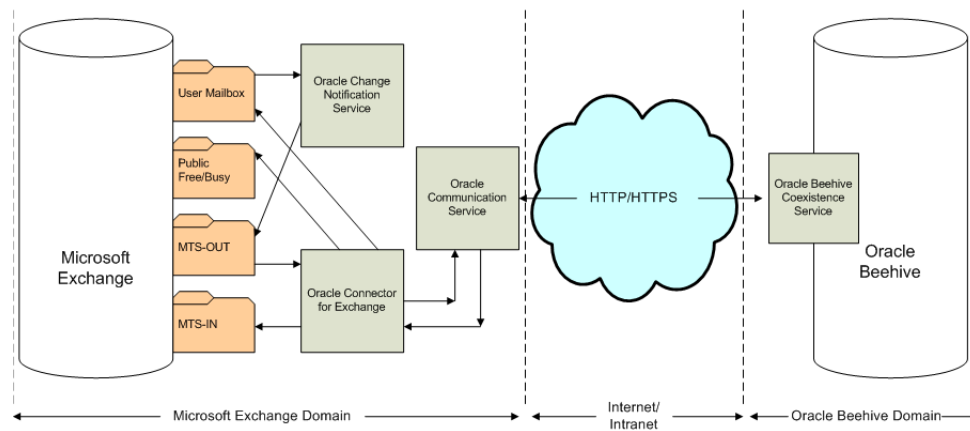 Microsoft
Exchange
User Mailbox
Public
Free/Busy
MTS-OUT
MTS-IN
Oracle Change
Notification
Service
Oracle
Communication
Service
Oracle Connector
for Exchange
HTTP/HTTPS
Oracle Beehive
Coexistence
Service
Oracle
Beehive
Microsoft Exchange Domain
Internet/
Intranet
Oracle Beehive Domain